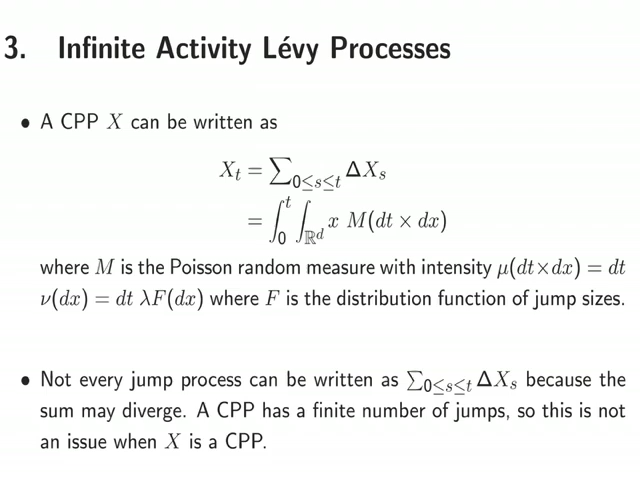 3. Infinite Activity Lévy Processes
• A CPP X can be written as
X_t = ∑_{0≤s≤t} ΔX_s
= ∫_0^t ∫_{ℝ^d} x M(dt × dx)
where M is the Poisson random measure with intensity μ(dt×dx) = dt
ν(dx) = dt λF(dx) where F is the distribution function of jump sizes.
• Not every jump process can be written as ∑_{0≤s≤t} ΔX_s because the
sum may diverge. A CPP has a finite number of jumps, so this is not
an issue when X is a CPP.